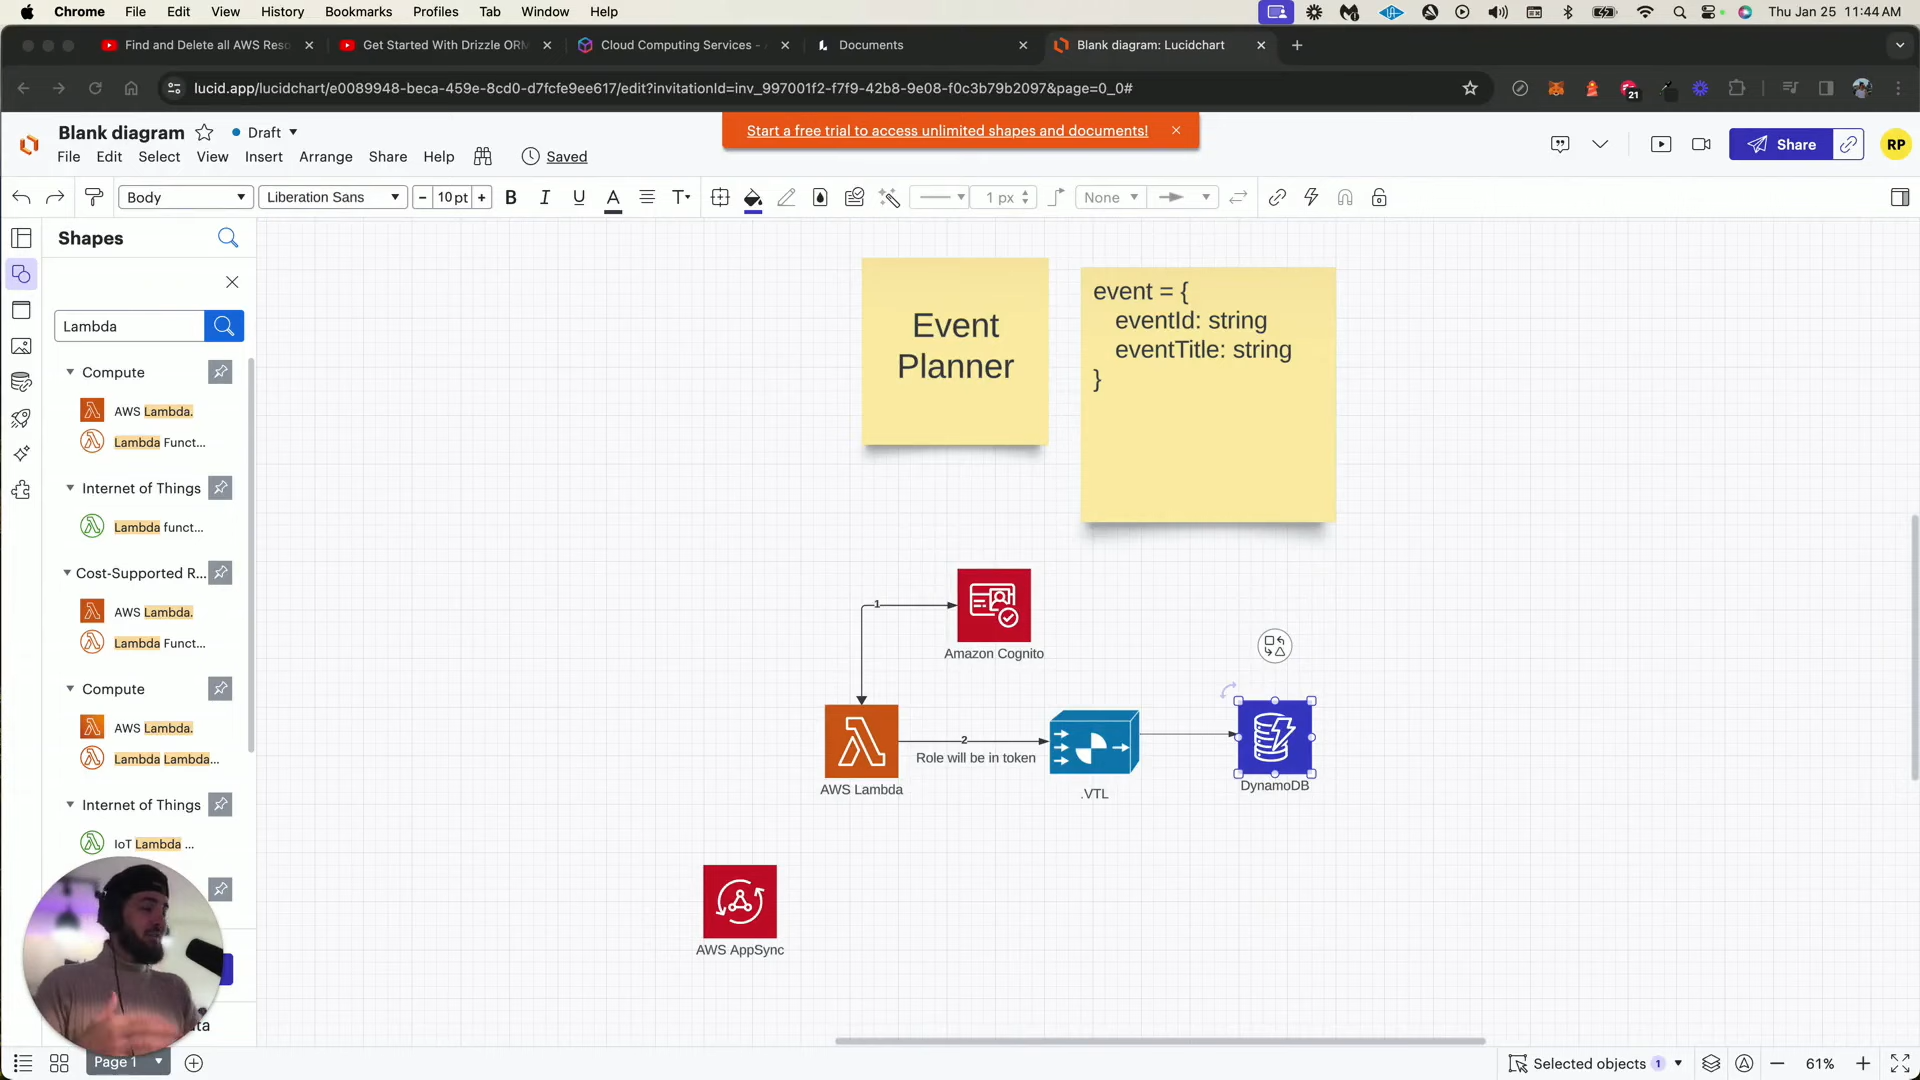 Chrome File Edit View History Bookmarks Profiles Tab Window Help
Thu Jan 25 11:44 AM
Find and Delete all AWS Reso
Get Started With Drizzle ORM
Cloud Computing Services -
Documents
Blank diagram: Lucidchart
lucid.app/lucidchart/e0089948-beca-459e-8cd0-d7fcfe9ee617/edit?invitationId=inv_997001f2-f7f9-42b8-9e08-f0c3b79b2097&page=0_0#
21
Blank diagram
Draft
Start a free trial to access unlimited shapes and documents!
File Edit Select View Insert Arrange Share Help
Saved
Share
RP
Body
Liberation Sans
− 10 pt +
B I U A T
1 px
None
Shapes
Lambda
Compute
AWS Lambda.
Lambda Funct...
Internet of Things
Lambda funct...
Cost-Supported R...
AWS Lambda.
Lambda Funct...
Compute
AWS Lambda.
Lambda Lambda...
Internet of Things
IoT Lambda ...
Event
Planner
event = {
eventId: string
eventTitle: string
}
1
Amazon Cognito
2
Role will be in token
AWS Lambda
.VTL
DynamoDB
AWS AppSync
Page 1
Selected objects 1
61%